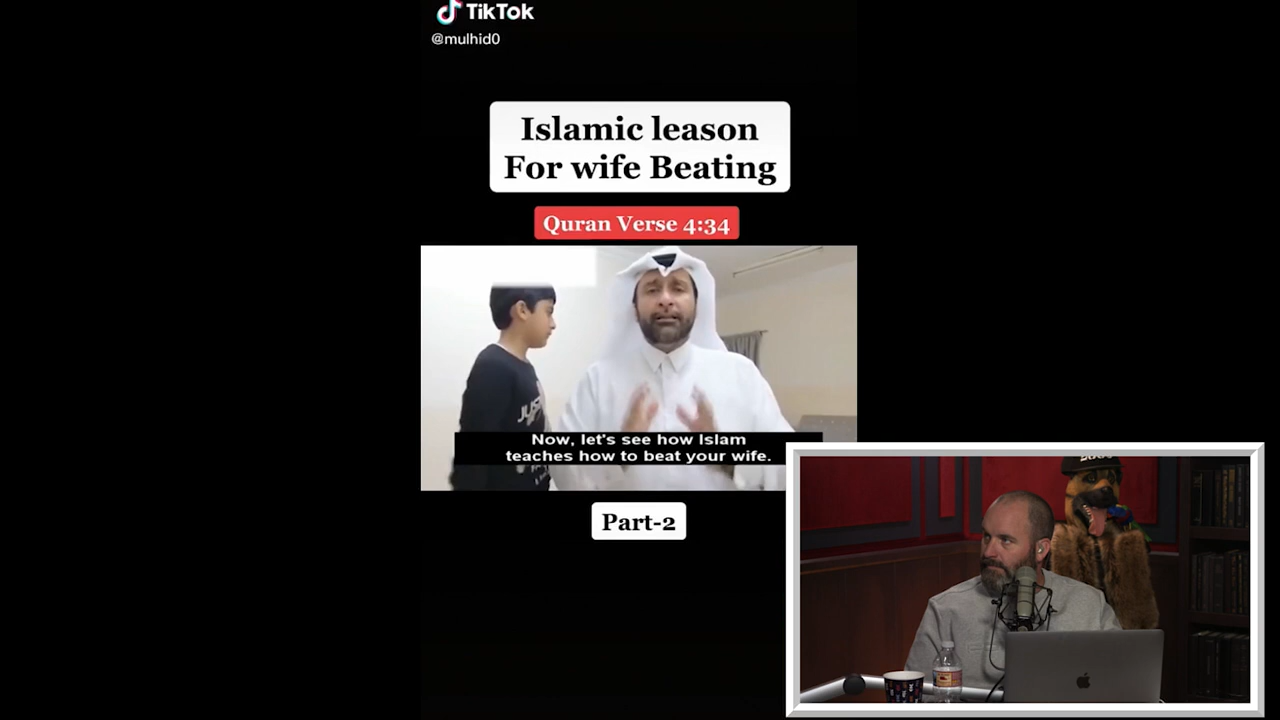 TikTok
@mulhid0
Islamic leason
For wife Beating
Quran Verse 4:34
JUS
Now, let's see how Islam
teaches how to beat your wife.
Part-2